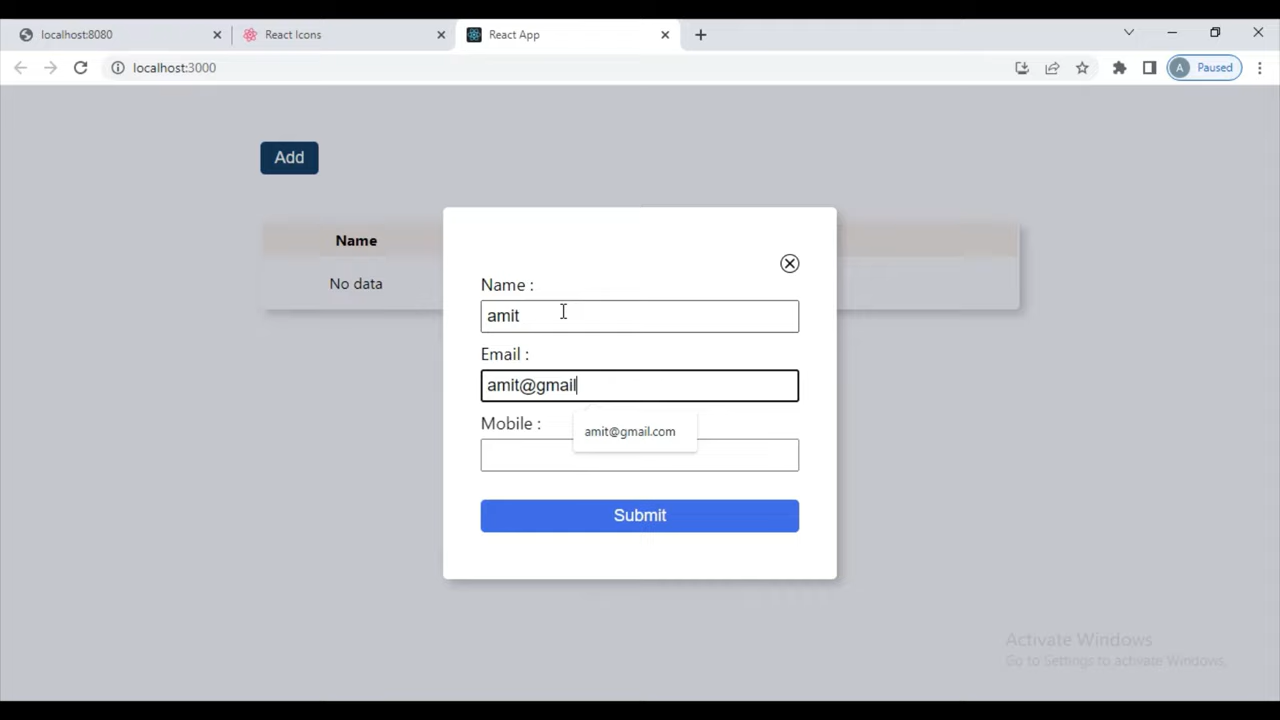 localhost:8080
React Icons
React App
localhost:3000
A Paused
Add
Name
No data
Name :
amit
Email :
amit@gmail
amit@gmail.com
Mobile :
Submit
Activate Windows
Go to Settings to activate Windows.